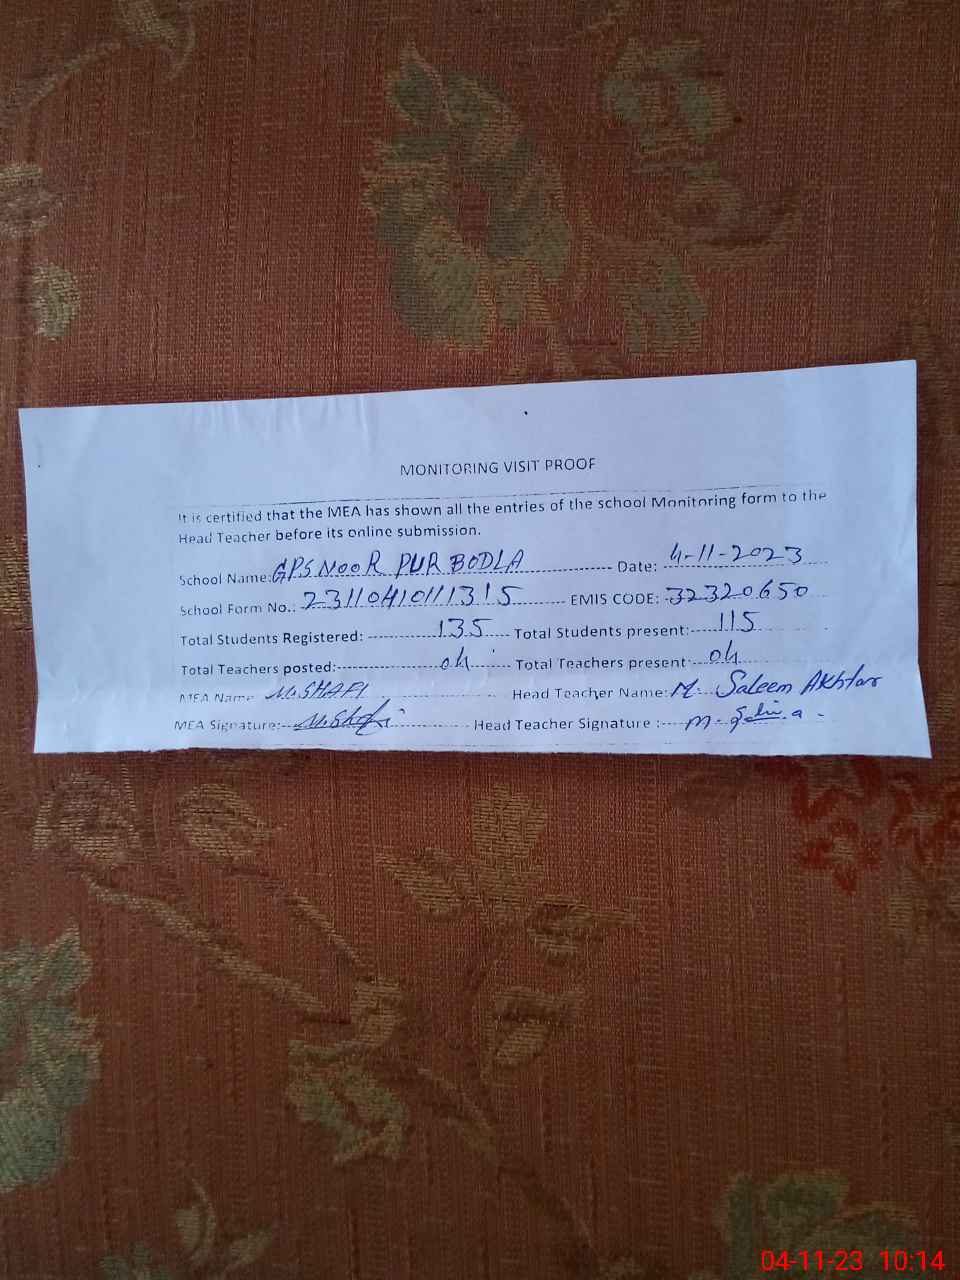 MONITORING VISIT PROOF
It is certified that the MEA has shown all the entries of the school Monitoring form to the
Head Teacher before its online submission.
School Name: GPS NOOR PUR BODLA Date: 4-11-2023
School Form No.: 23110410111315 EMIS CODE: 32320650
Total Students Registered: 135 Total Students present: 115
Total Teachers posted: 04 Total Teachers present: 04
MEA Name M. SHAFI Head Teacher Name: M. Saleem Akhtar
MEA Signature: M. Shafi Head Teacher Signature :
04-11-23 10:14